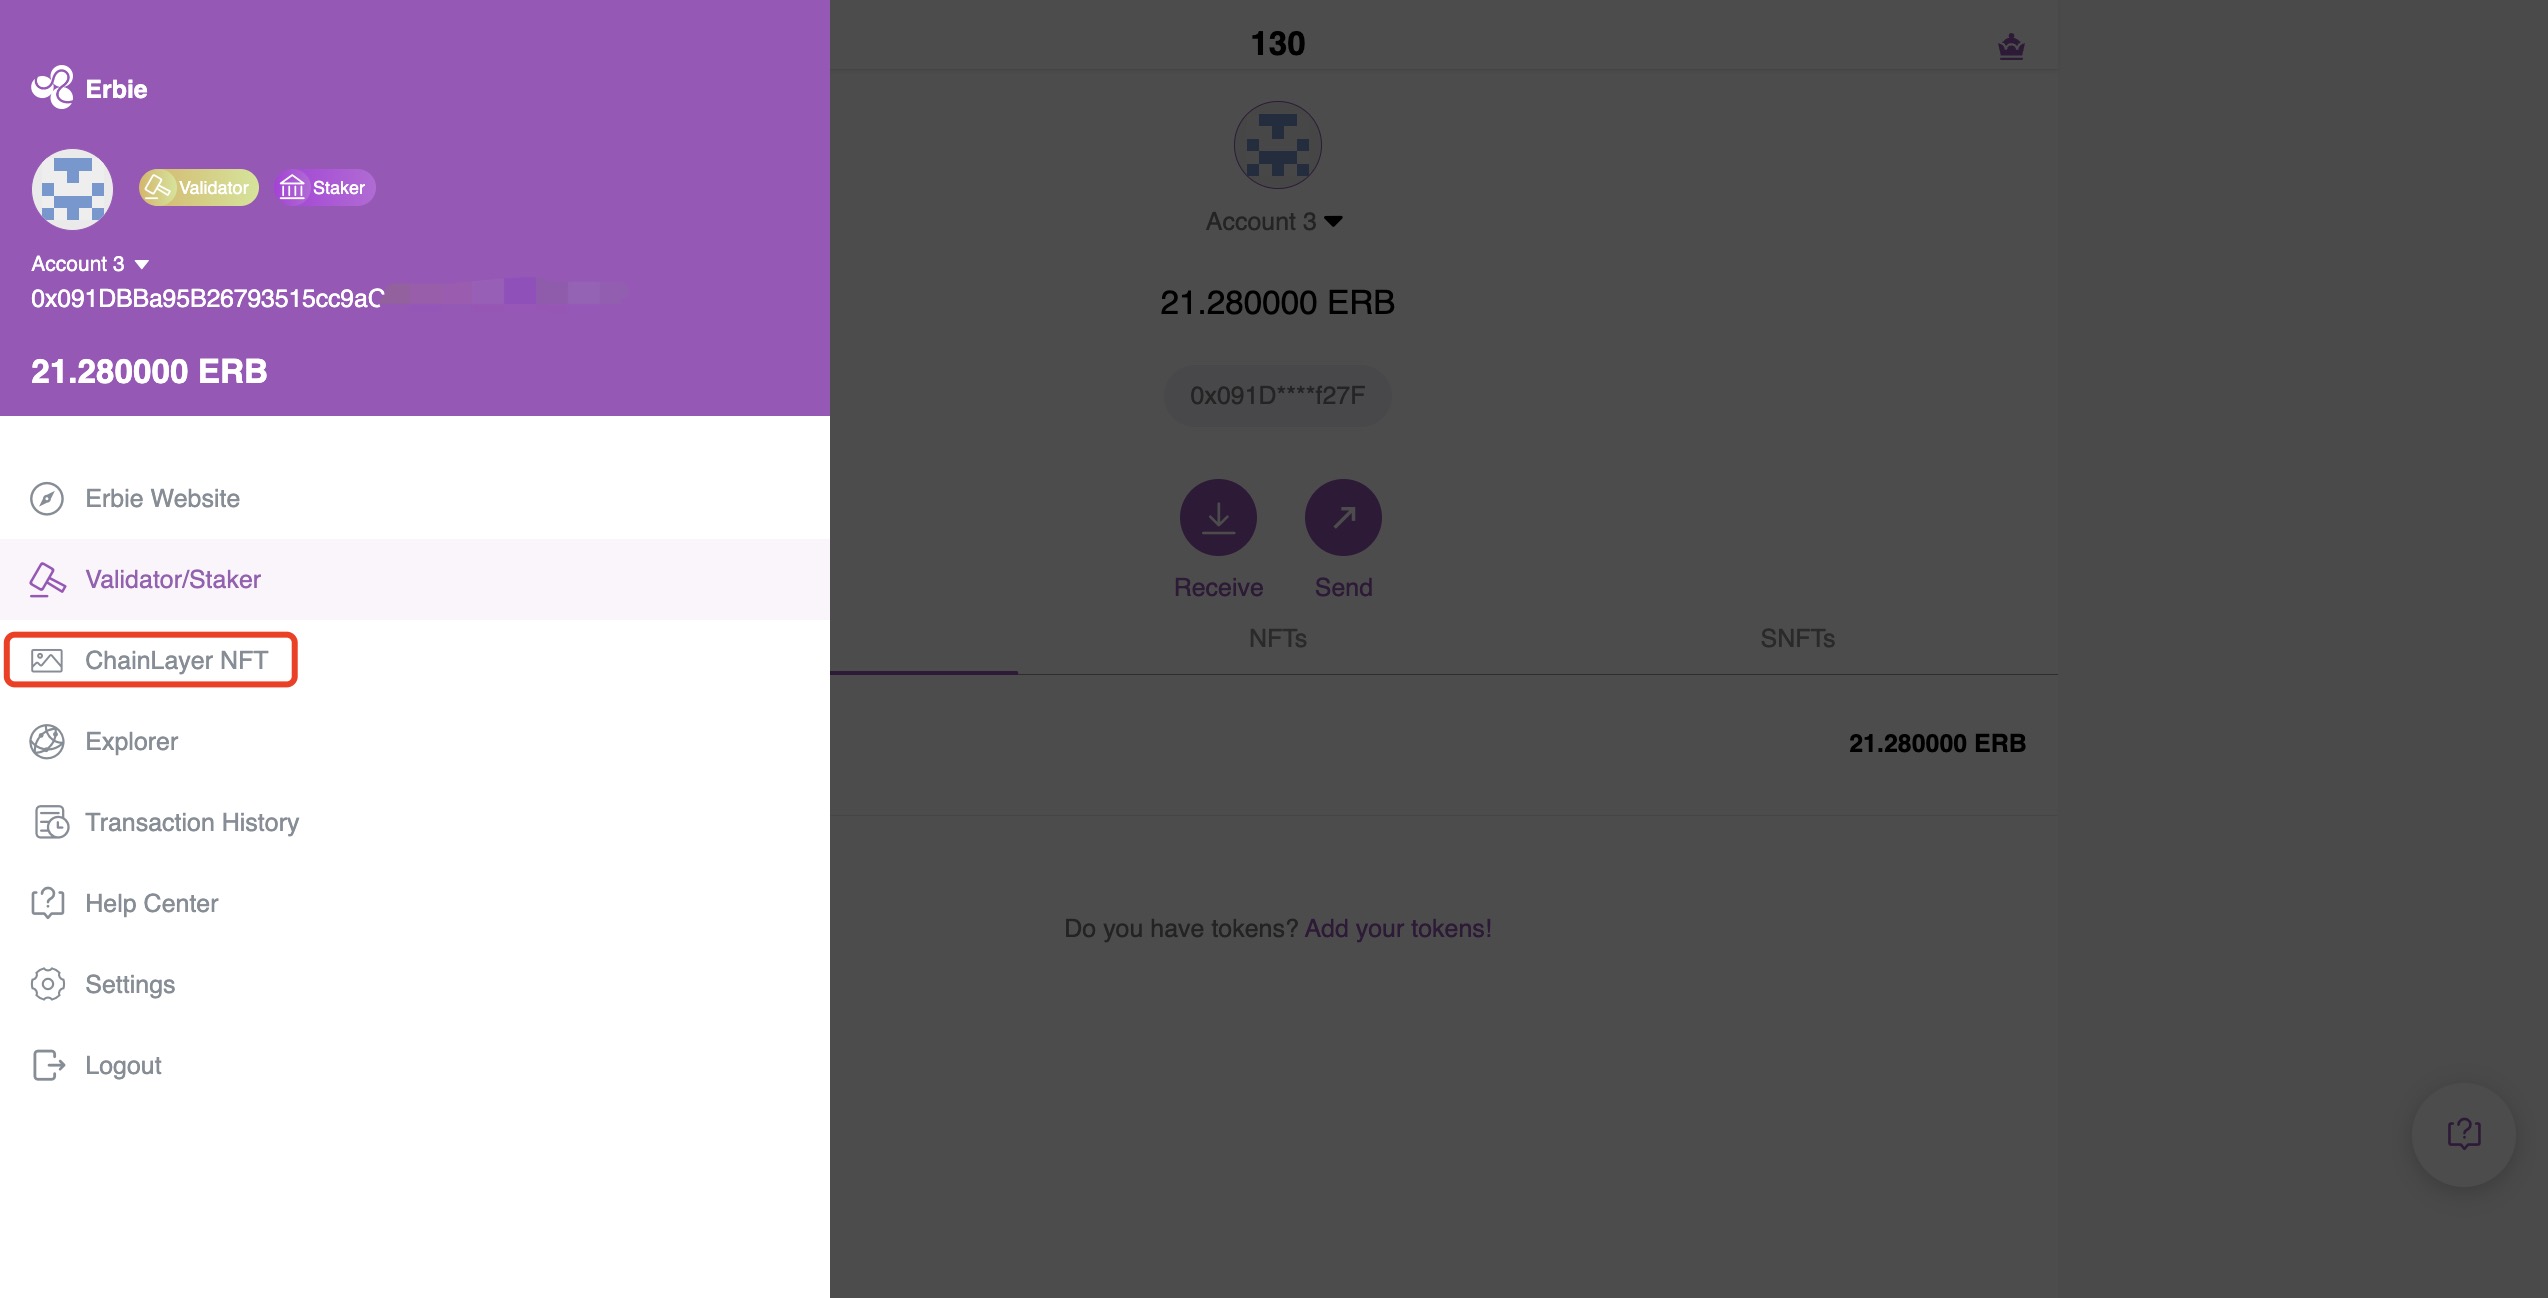 Erbie
Validator Staker
Account 3
0x091DBBa95B26793515cc9aC
21.280000 ERB
Erbie Website
Validator/Staker
ChainLayer NFT
Explorer
Transaction History
Help Center
Settings
Logout
130
Account 3
21.280000 ERB
0x091D****f27F
Receive Send
NFTs SNFTs
21.280000 ERB
Do you have tokens? Add your tokens!